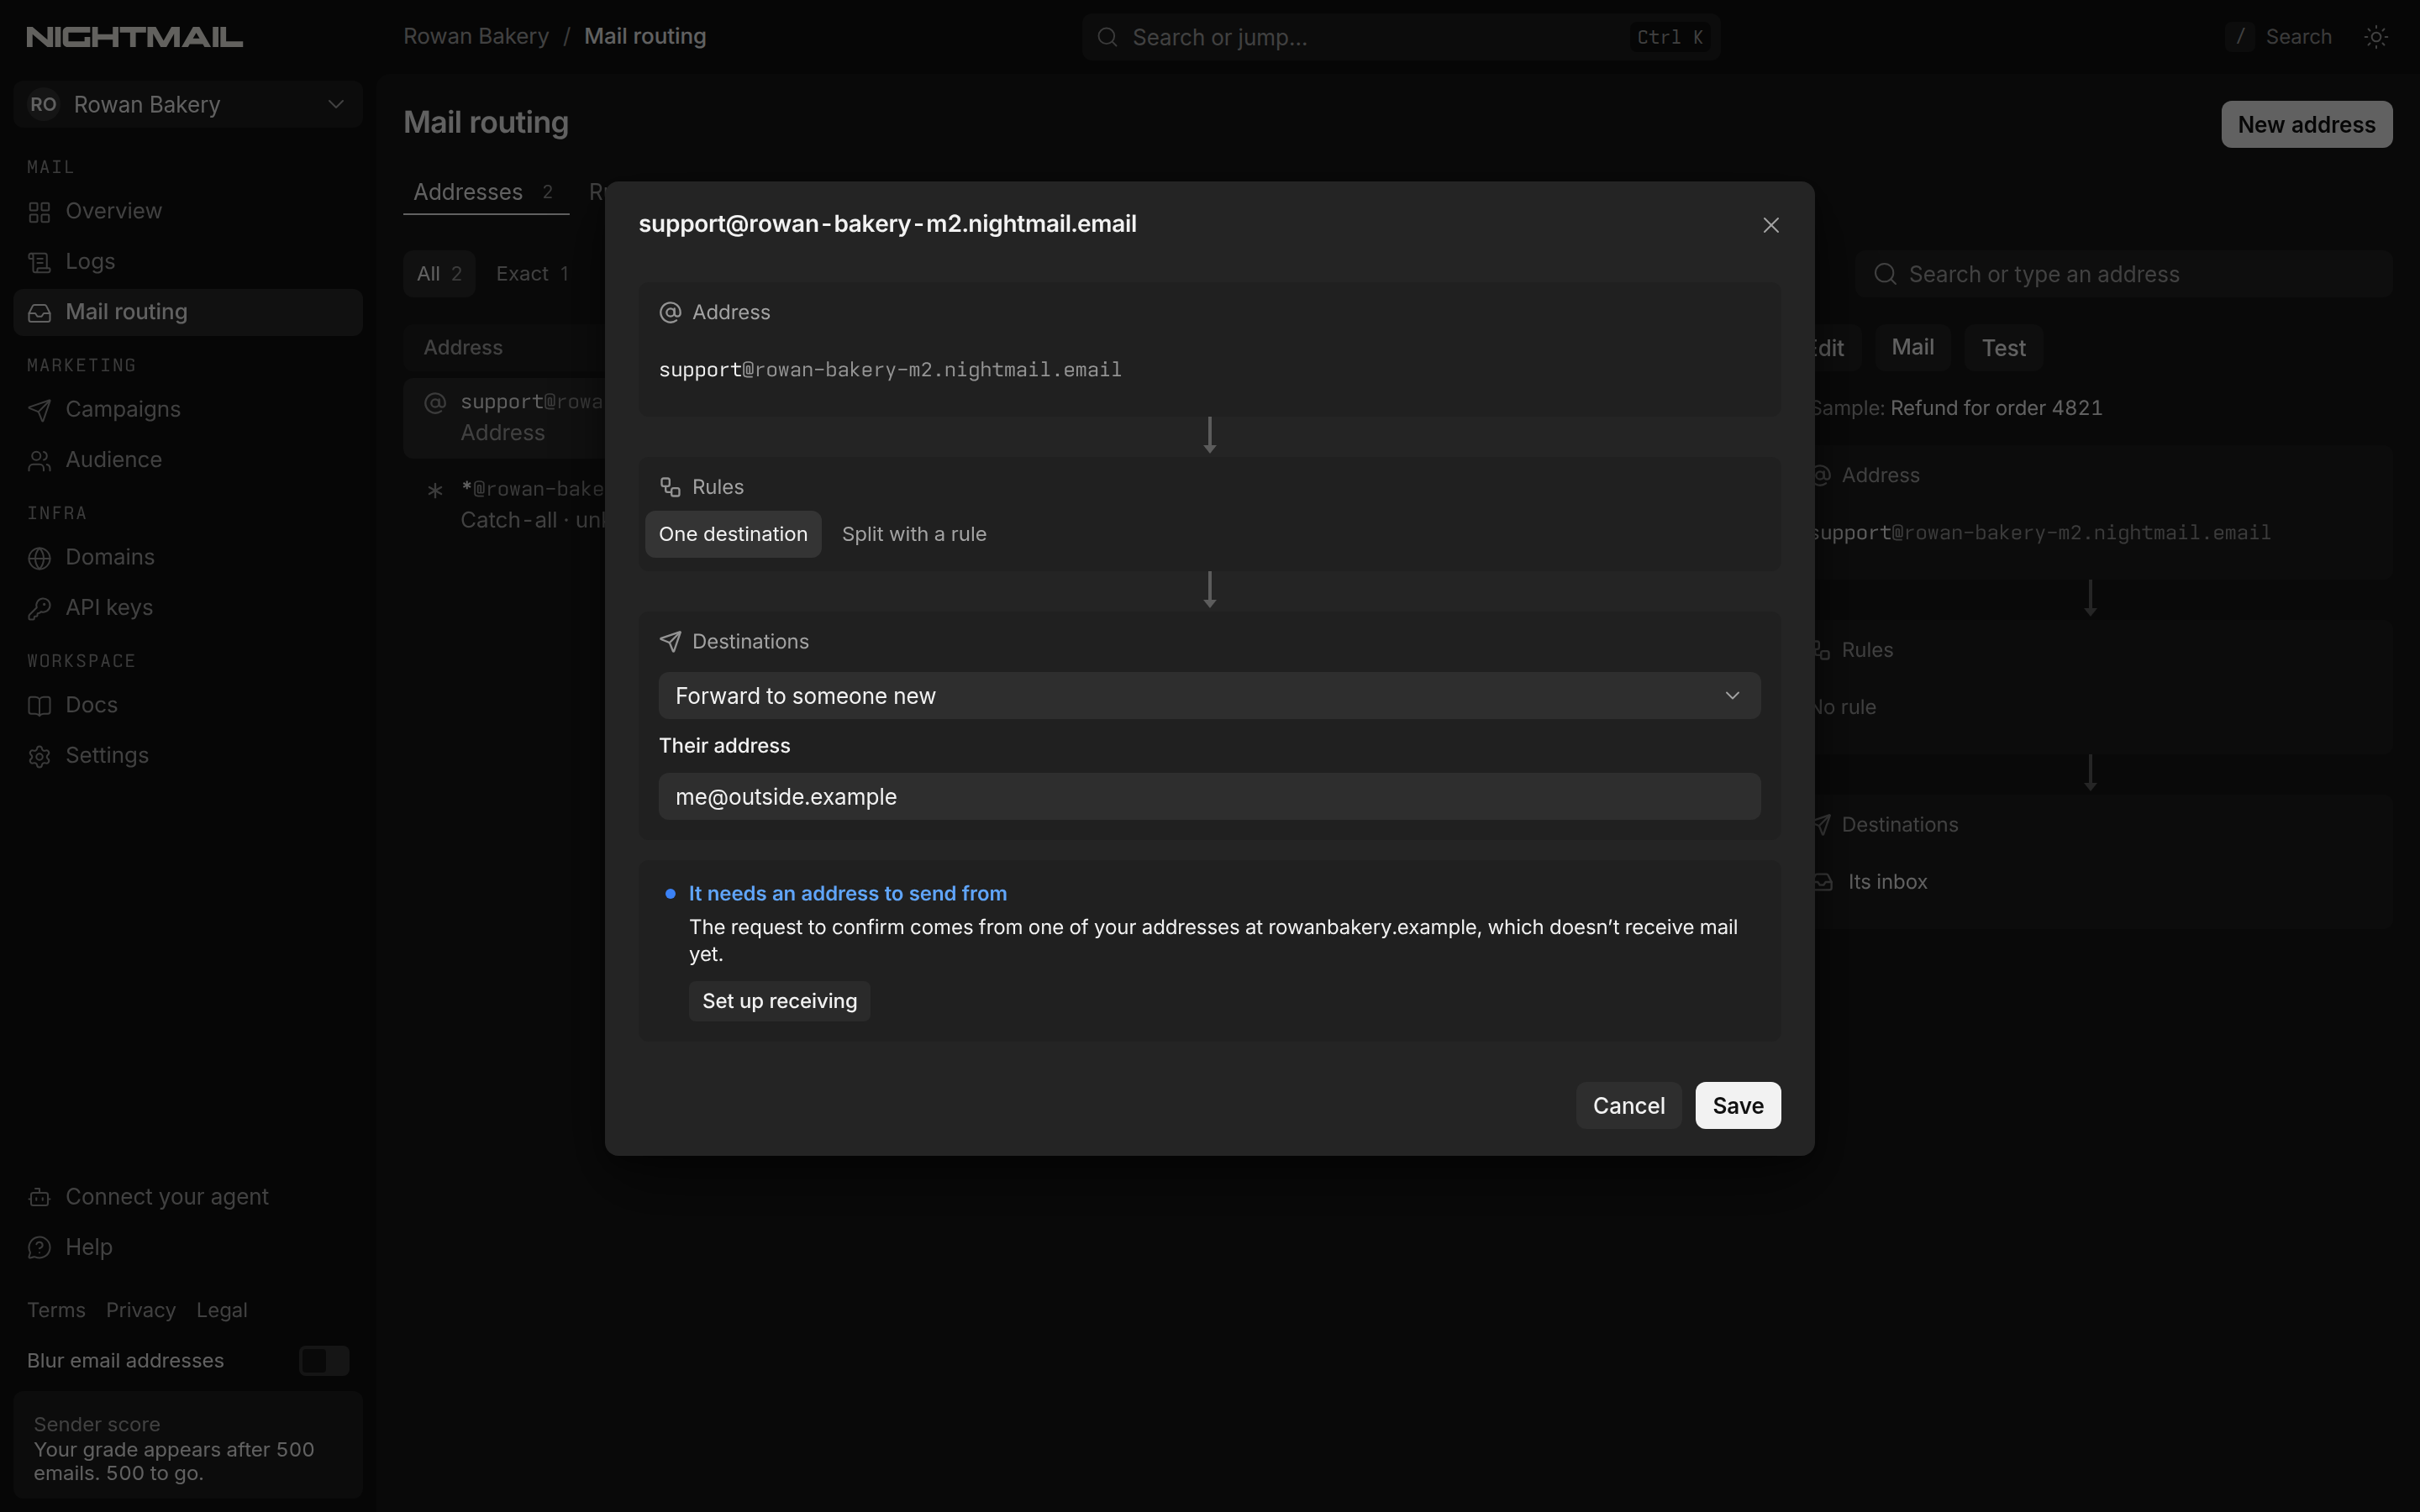 NIGHTMAIL
Rowan Bakery / Mail routing
Search or jump...
Ctrl K
/ Search
RO Rowan Bakery
MAIL
Overview
Logs
Mail routing
MARKETING
Campaigns
Audience
INFRA
Domains
API keys
WORKSPACE
Docs
Settings
Connect your agent
Help
Terms Privacy Legal
Blur email addresses
Sender score
Your grade appears after 500
emails. 500 to go.
Mail routing
New address
Addresses 2
All 2 Exact 1
Search or type an address
Address
support@rowa
Address
*@rowan-bake
Catch-all ·
support@rowan-bakery-m2.nightmail.email
@ Address
support@rowan-bakery-m2.nightmail.email
Rules
One destination Split with a rule
Destinations
Forward to someone new
Their address
me@outside.example
It needs an address to send from
The request to confirm comes from one of your addresses at rowanbakery.example, which doesn’t receive mail
yet.
Set up receiving
Cancel Save
Edit Mail Test
Sample: Refund for order 4821
Address
support@rowan-bakery-m2.nightmail.email
Rules
No rule
Destinations
Its inbox